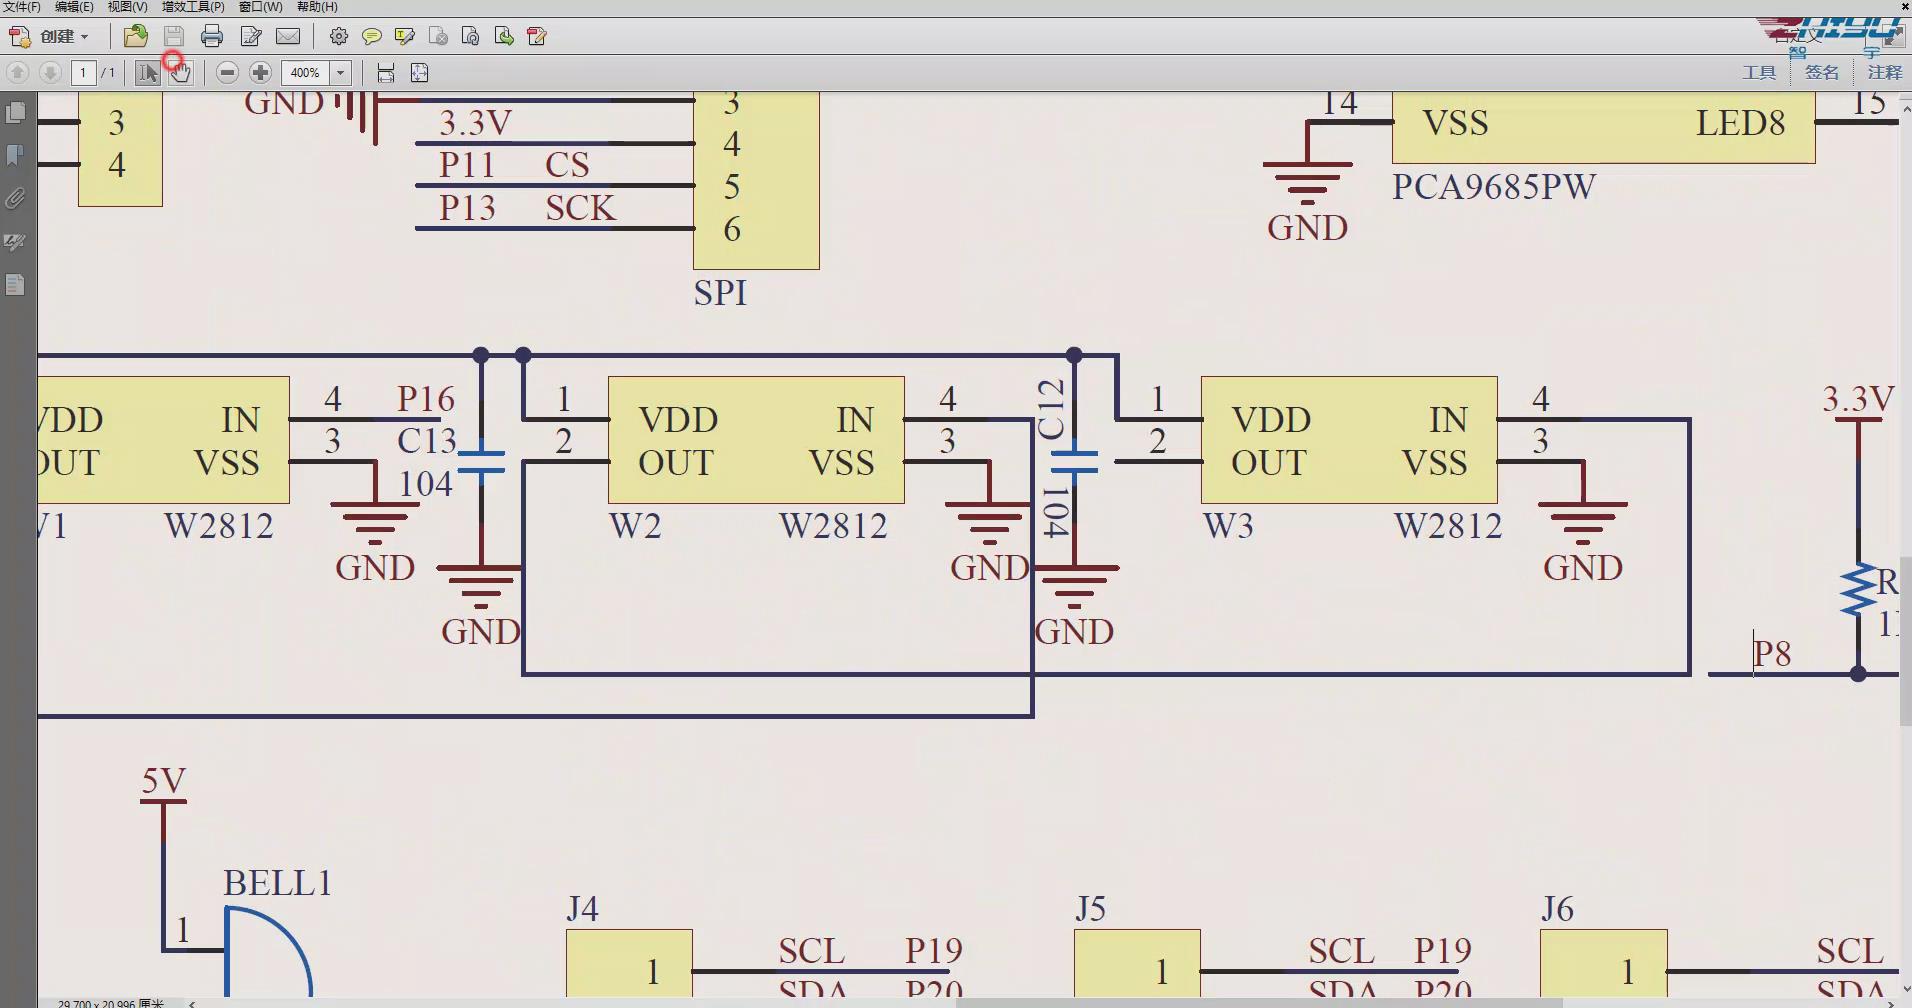 文件(F) 编辑(E) 视图(V) 增效工具(P) 窗口(W) 帮助(H)
创建
1 / 1 400% 工具 签名 注释
智 宇
GND 3 14 15
3 3.3V 4 VSS LED8
4 P11 CS 5 PCA9685PW
P13 SCK 6 GND
SPI
4 P16 1 4 C12 1 4 3.3V
VDD IN VDD IN VDD IN
3 C13 2 3 2 3
OUT VSS 104 OUT VSS 104 OUT VSS
W1 W2812 W2 W2812 W3 W2812
GND GND GND
R
GND GND P8
5V
BELL1
J4 J5 J6
1 1 SCL P19 1 SCL P19 1 SCL
SDA P20 SDA P20 SDA
29.700 x 20.996 厘米